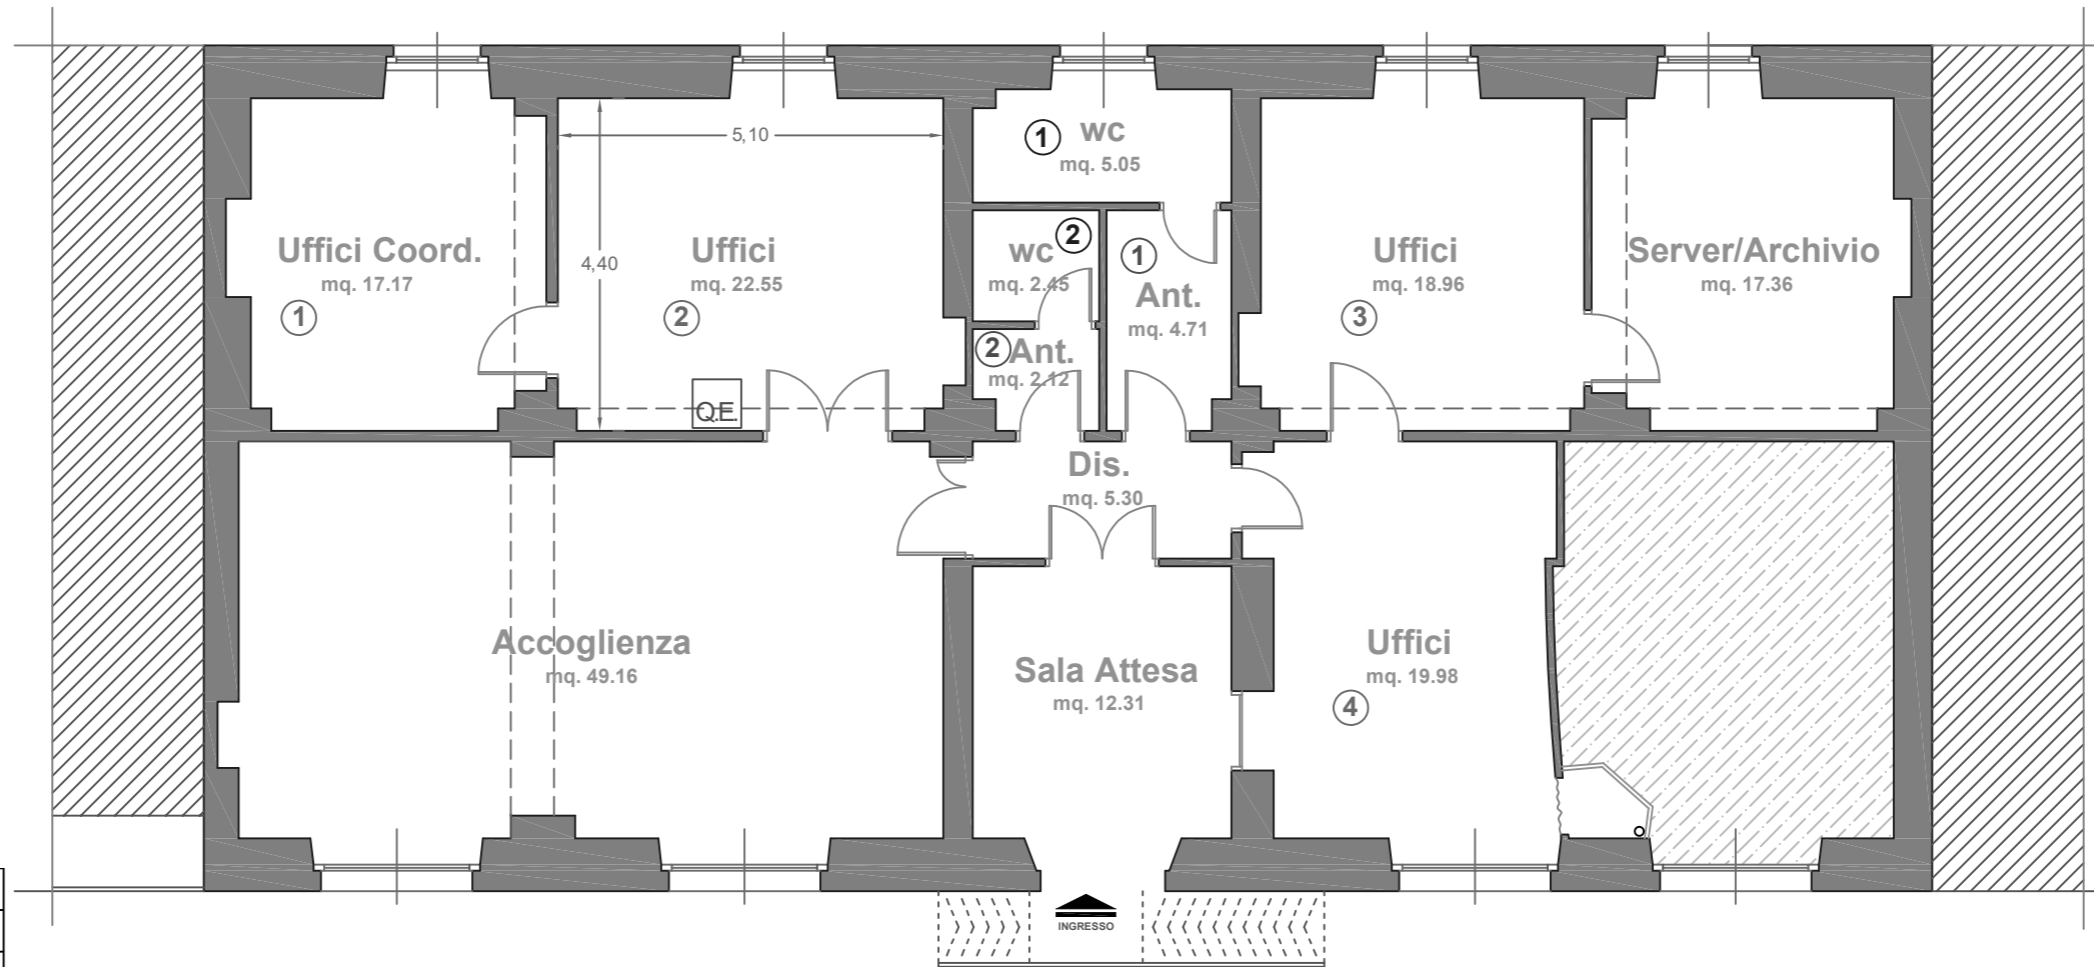 5,10
1
wc
mq. 5.05
Uffici Coord.
mq. 17.17
1
4,40
Uffici
mq. 22.55
2
wc
2
mq. 2.45
1
Ant.
mq. 4.71
2
Ant.
mq. 2.12
Uffici
mq. 18.96
3
Server/Archivio
mq. 17.36
Q.E.
Dis.
mq. 5.30
Accoglienza
mq. 49.16
Sala Attesa
mq. 12.31
Uffici
mq. 19.98
4
INGRESSO